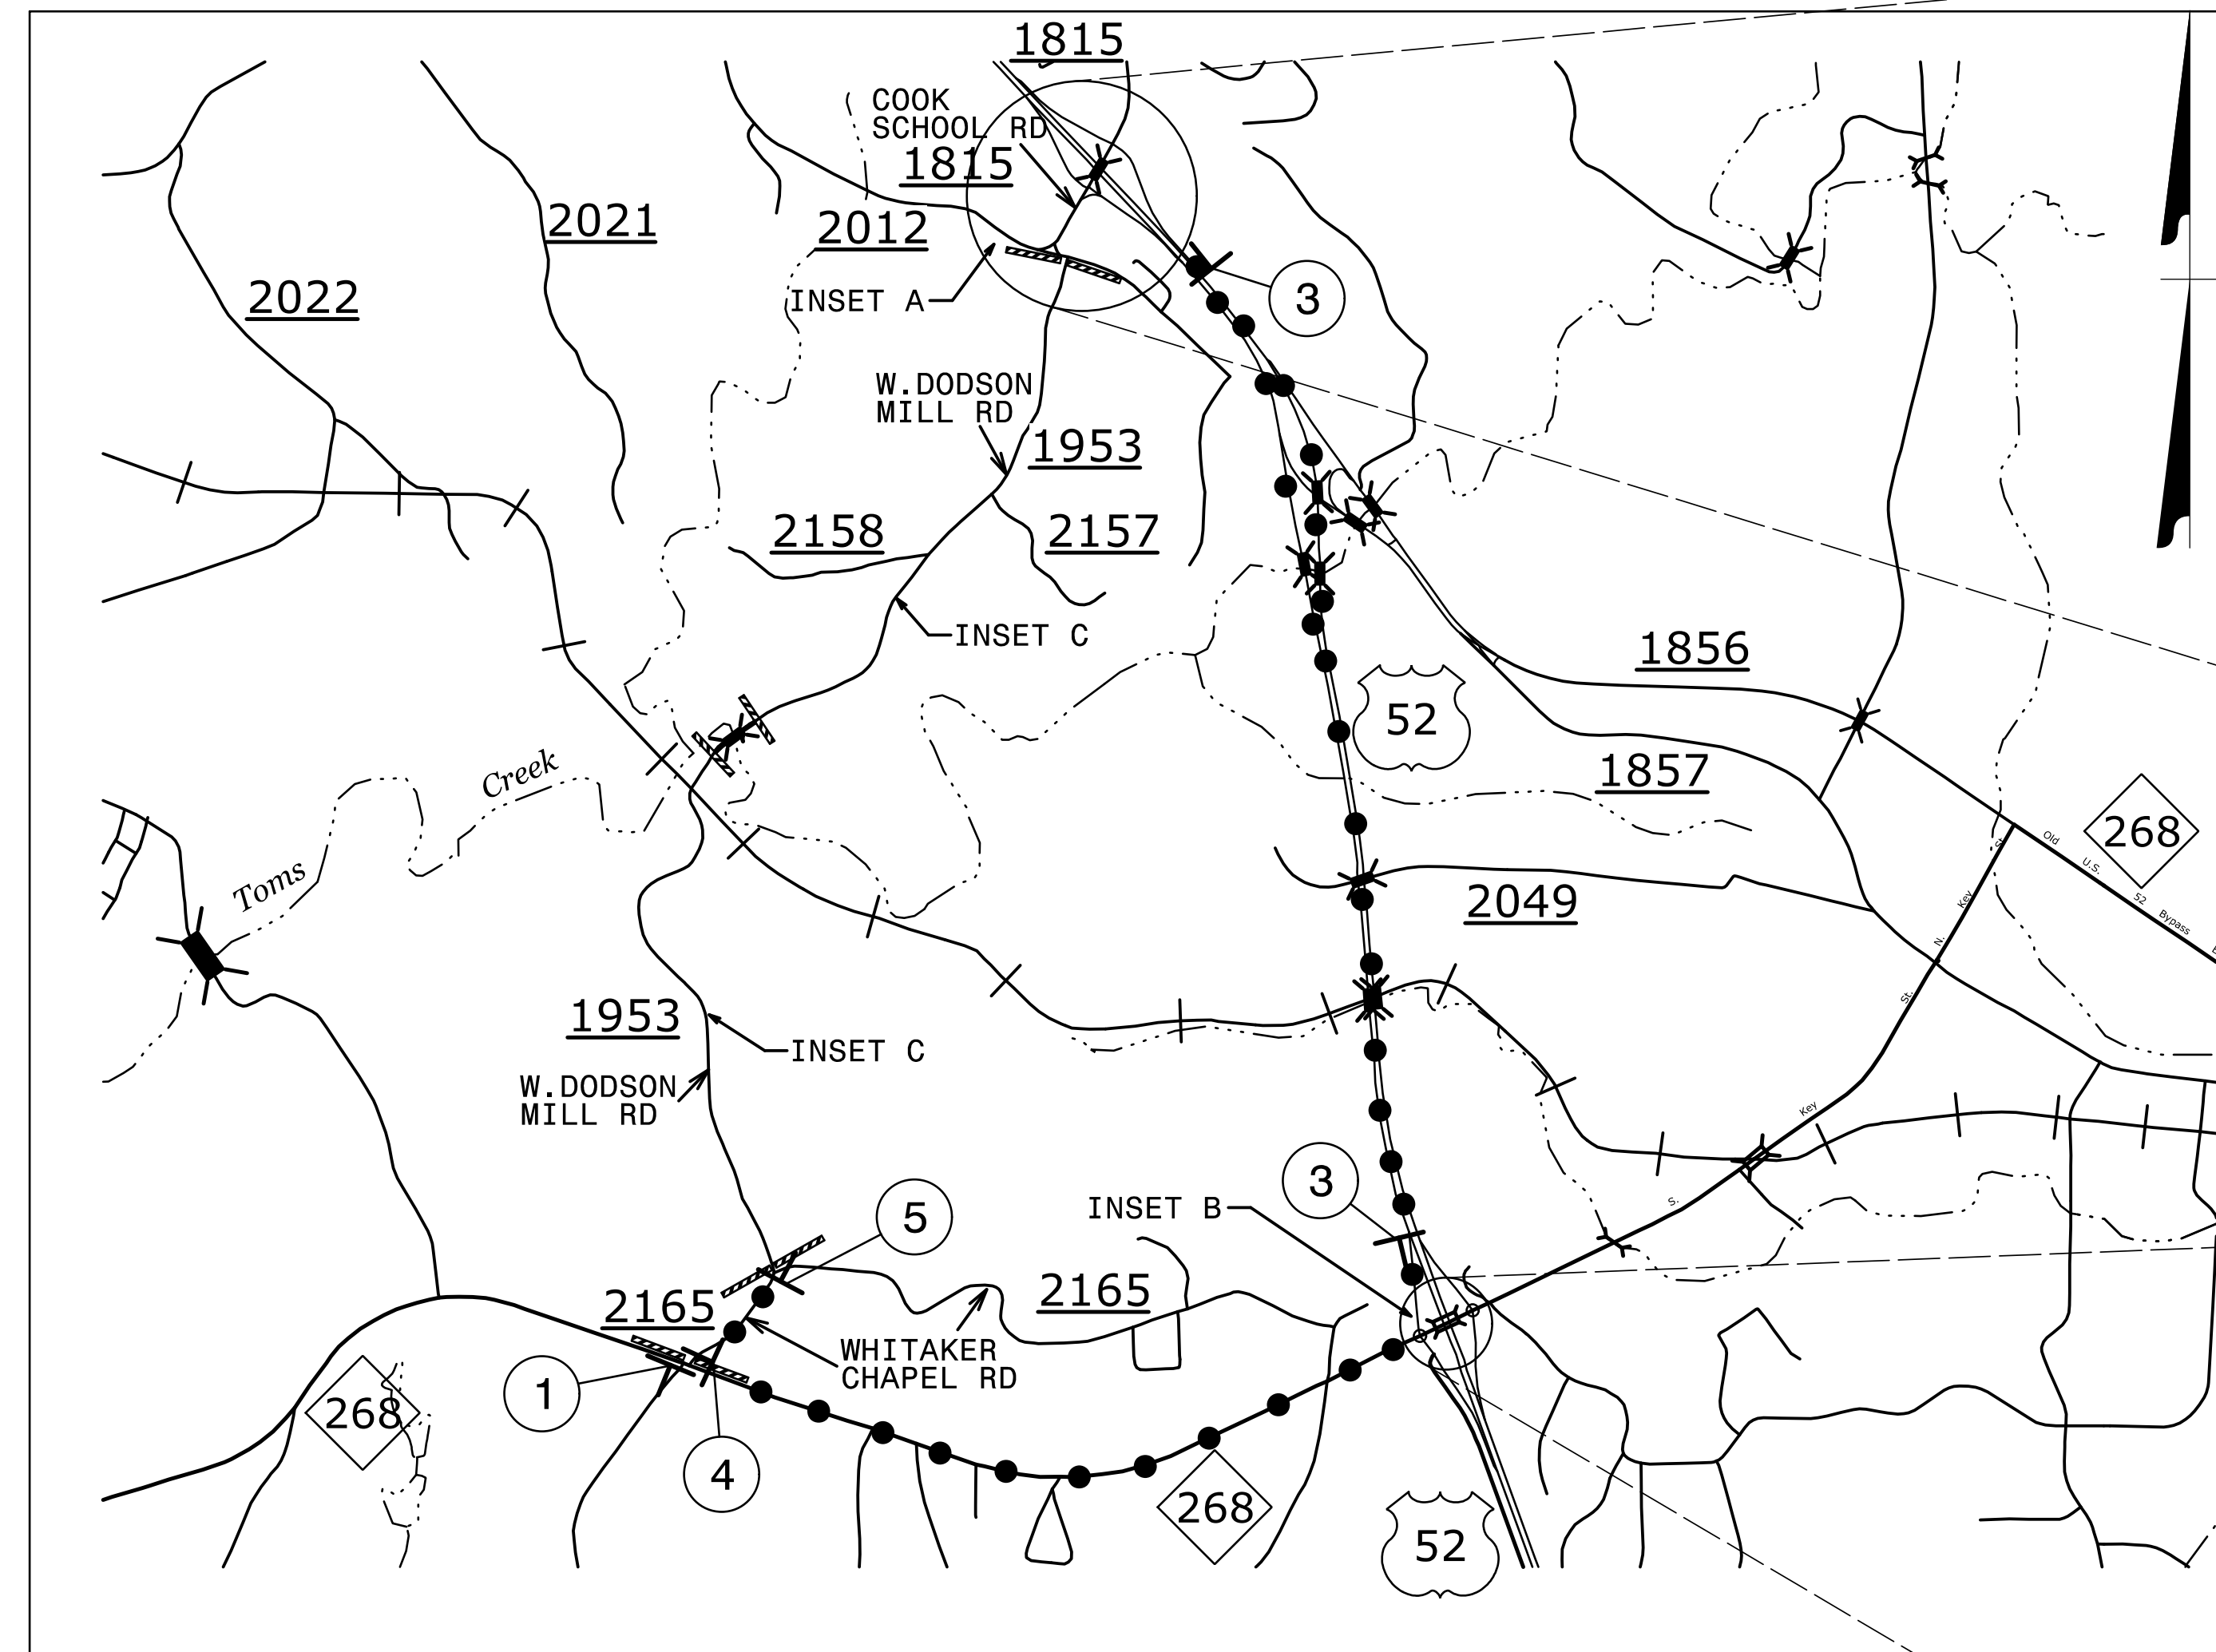 1815
COOK
SCHOOL RD
1815
2021
2012
2022
INSET A
3
W.DODSON
MILL RD
1953
2158
2157
INSET C
1856
52
1857
Creek
268
Old
U.S.
52
Bypass
St.
Toms
2049
Key
N.
St.
1953
INSET C
W.DODSON
MILL RD
Key
S.
5
INSET B
3
2165
2165
WHITAKER
CHAPEL RD
1
268
4
268
52